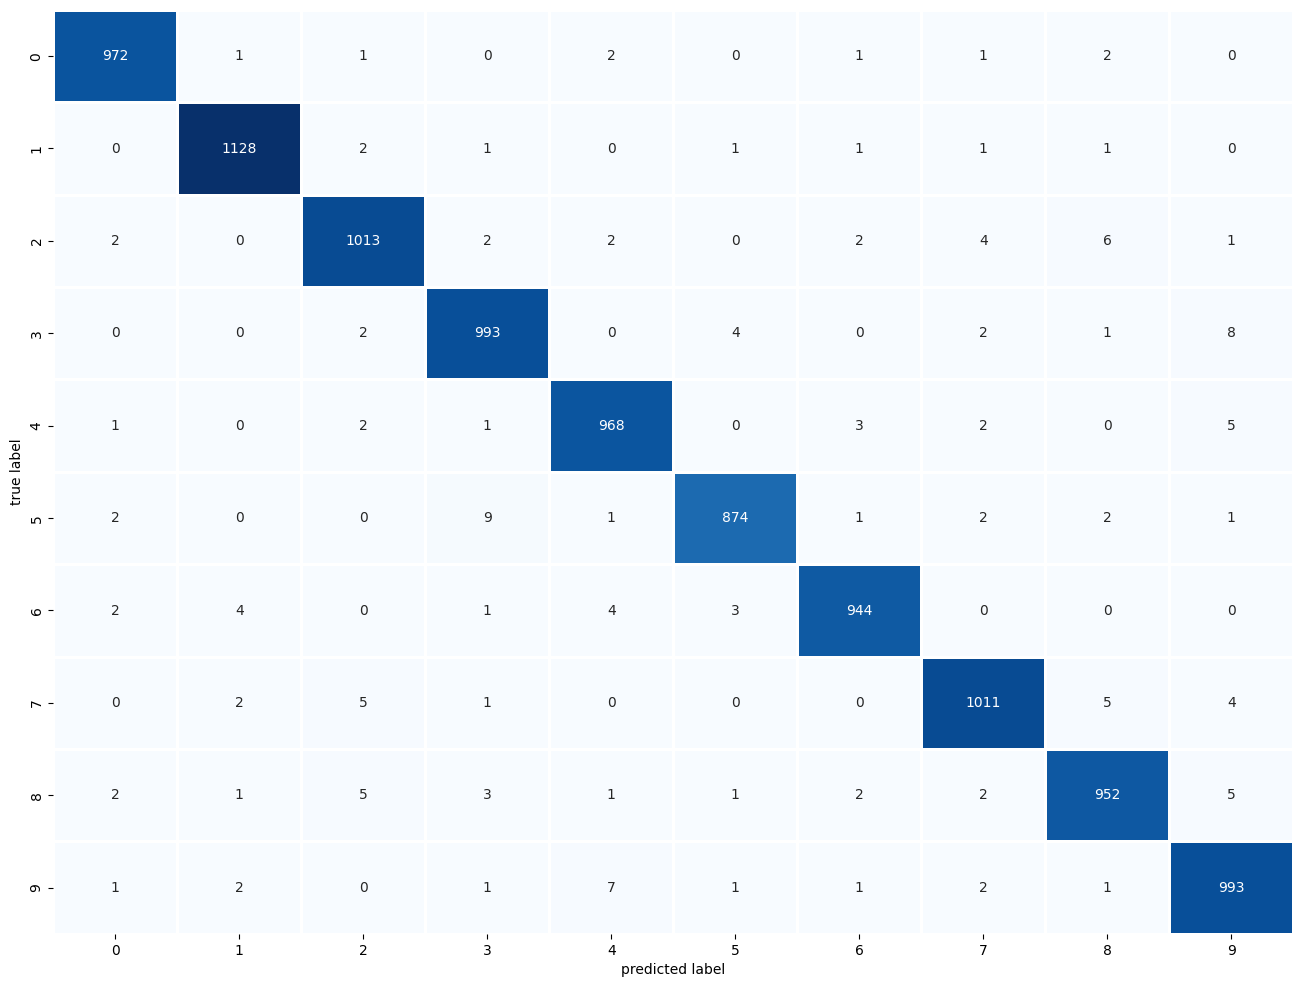 0 972 1 1 0 2 0 1 1 2 0
1 0 1128 2 1 0 1 1 1 1 0
2 2 0 1013 2 2 0 2 4 6 1
3 0 0 2 993 0 4 0 2 1 8
4 1 0 2 1 968 0 3 2 0 5
true label
5 2 0 0 9 1 874 1 2 2 1
6 2 4 0 1 4 3 944 0 0 0
7 0 2 5 1 0 0 0 1011 5 4
8 2 1 5 3 1 1 2 2 952 5
9 1 2 0 1 7 1 1 2 1 993
0 1 2 3 4 5 6 7 8 9
predicted label